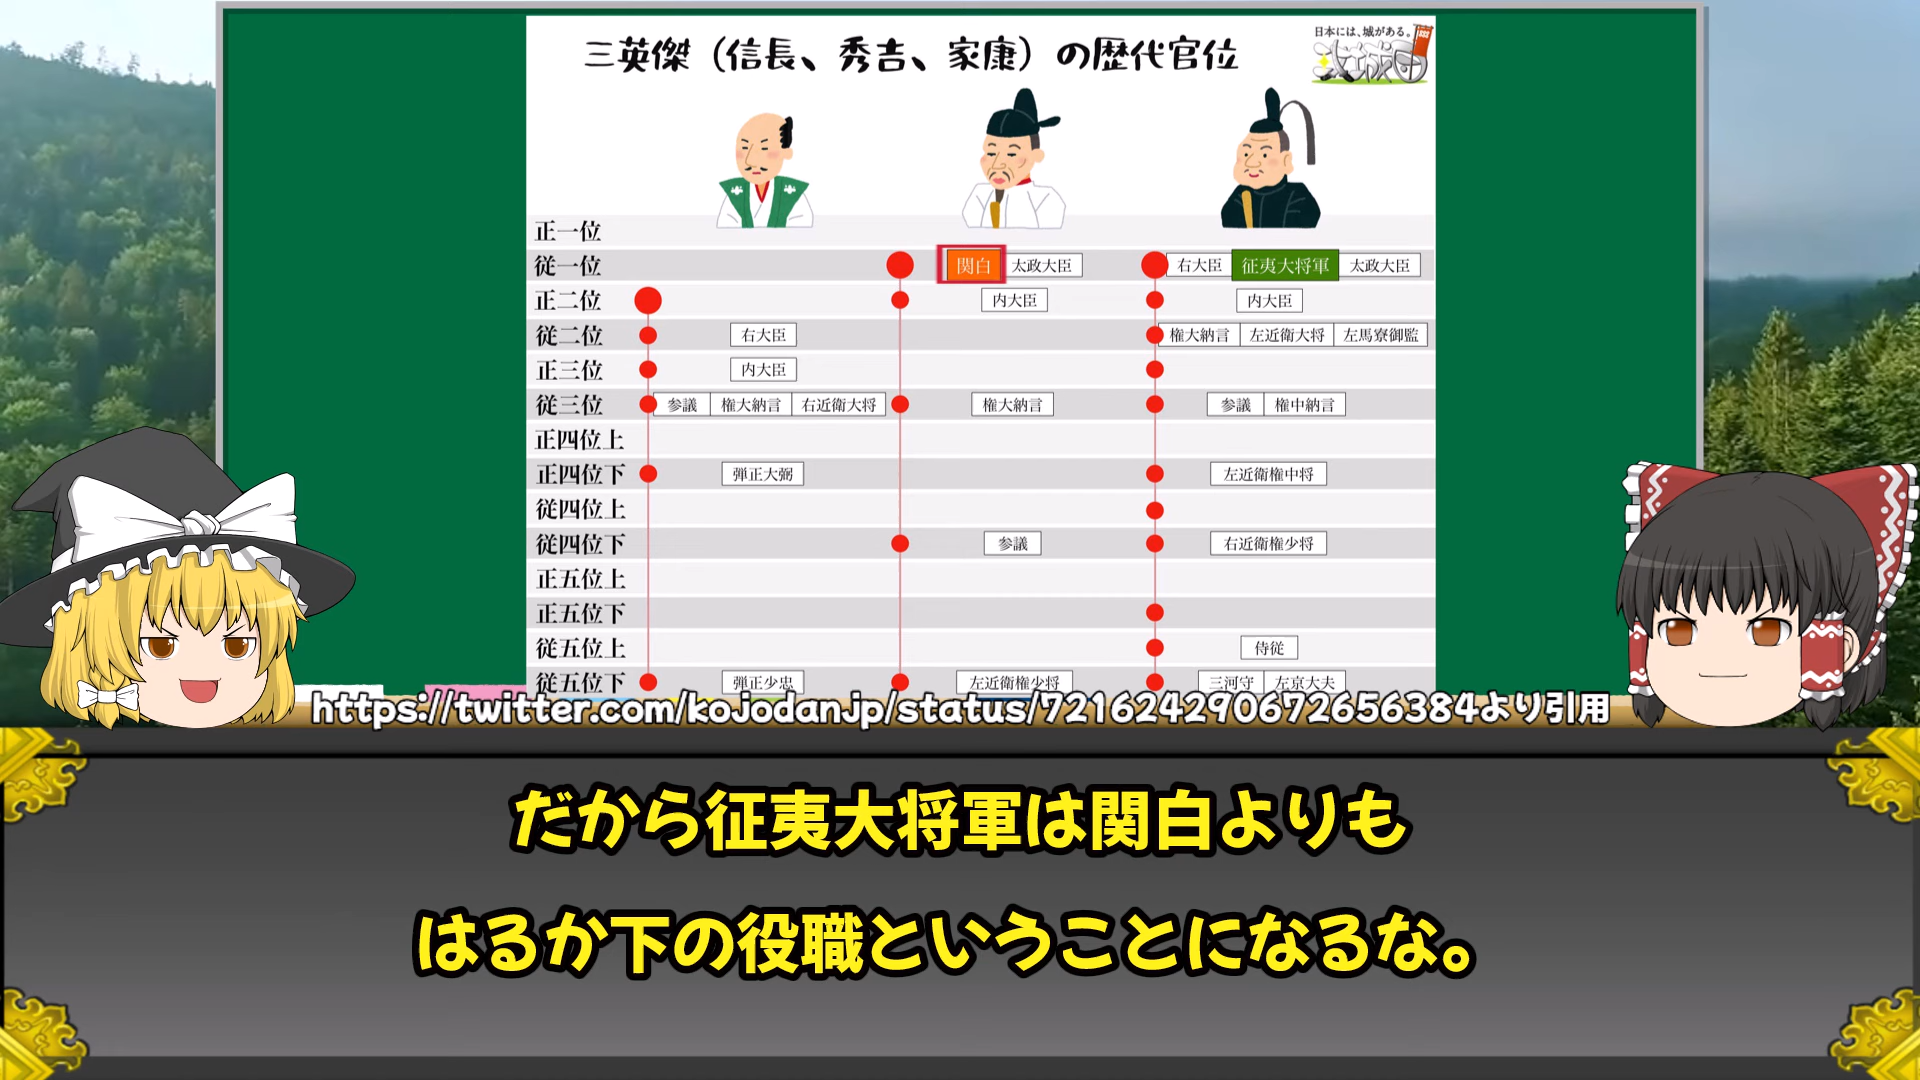 三英傑（信長、秀吉、家康）の歴代官位
日本には、城がある。
攻城団
正一位
従一位 関白 太政大臣 右大臣 征夷大将軍 太政大臣
正二位 内大臣 内大臣
従二位 右大臣 権大納言 左近衛大将 左馬寮御監
正三位 内大臣
従三位 参議 権大納言 右近衛大将 権大納言 参議 権中納言
正四位上
正四位下 弾正大弼 左近衛権中将
従四位上
従四位下 参議 右近衛権少将
正五位上
正五位下
従五位上 侍従
従五位下 弾正少忠 左近衛権少将 三河守 左京大夫
https://twitter.com/kojodanjp/status/721624290672656384より引用
だから征夷大将軍は関白よりも
はるか下の役職ということになるな。